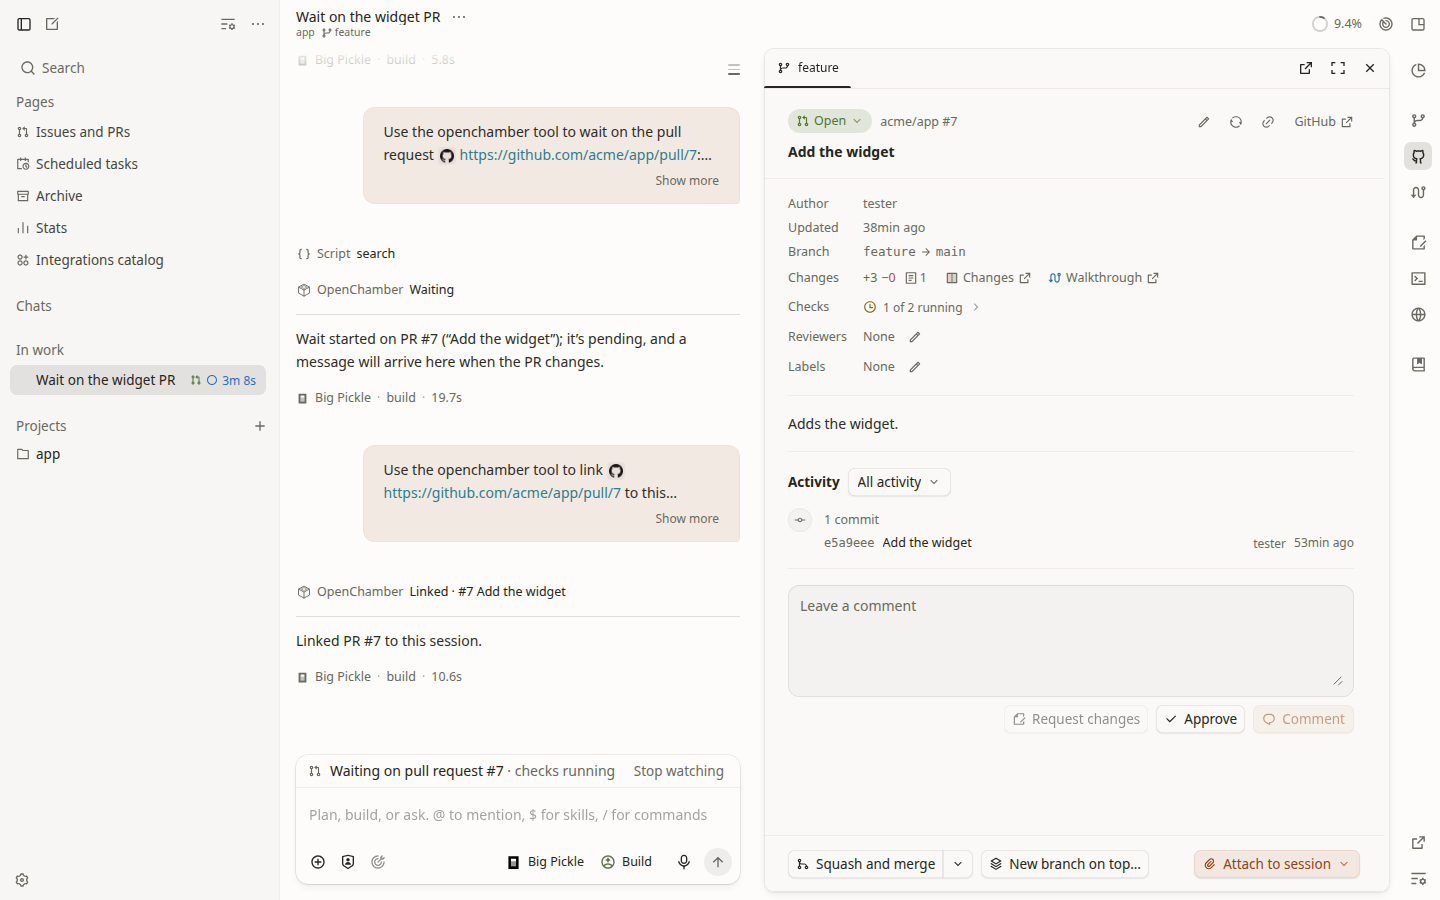 Search
Pages
Issues and PRs
Scheduled tasks
Archive
Stats
Integrations catalog
Chats
In work
Wait on the widget PR
3m 8s
Projects
app
Wait on the widget PR
app feature
Big Pickle · build · 5.8s
Use the openchamber tool to wait on the pull
request https://github.com/acme/app/pull/7:...
Show more
Script search
OpenChamber Waiting
Wait started on PR #7 (“Add the widget”); it’s pending, and a
message will arrive here when the PR changes.
Big Pickle · build · 19.7s
Use the openchamber tool to link
https://github.com/acme/app/pull/7 to this...
Show more
OpenChamber Linked · #7 Add the widget
Linked PR #7 to this session.
Big Pickle · build · 10.6s
Waiting on pull request #7 · checks running Stop watching
Plan, build, or ask. @ to mention, $ for skills, / for commands
Big Pickle Build
9.4%
feature
Open acme/app #7 GitHub
Add the widget
Author tester
Updated 38min ago
Branch feature → main
Changes +3 −0 1 Changes Walkthrough
Checks 1 of 2 running
Reviewers None
Labels None
Adds the widget.
Activity All activity
1 commit
e5a9eee Add the widget tester 53min ago
Leave a comment
Request changes Approve Comment
Squash and merge New branch on top... Attach to session